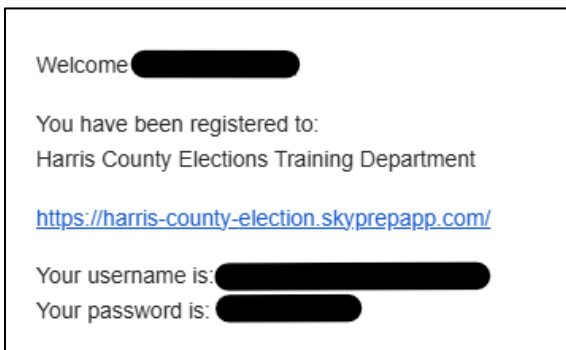 Welcome
You have been registered to:
Harris County Elections Training Department
https://harris-county-election.skyprepapp.com/
Your username is:
Your password is: